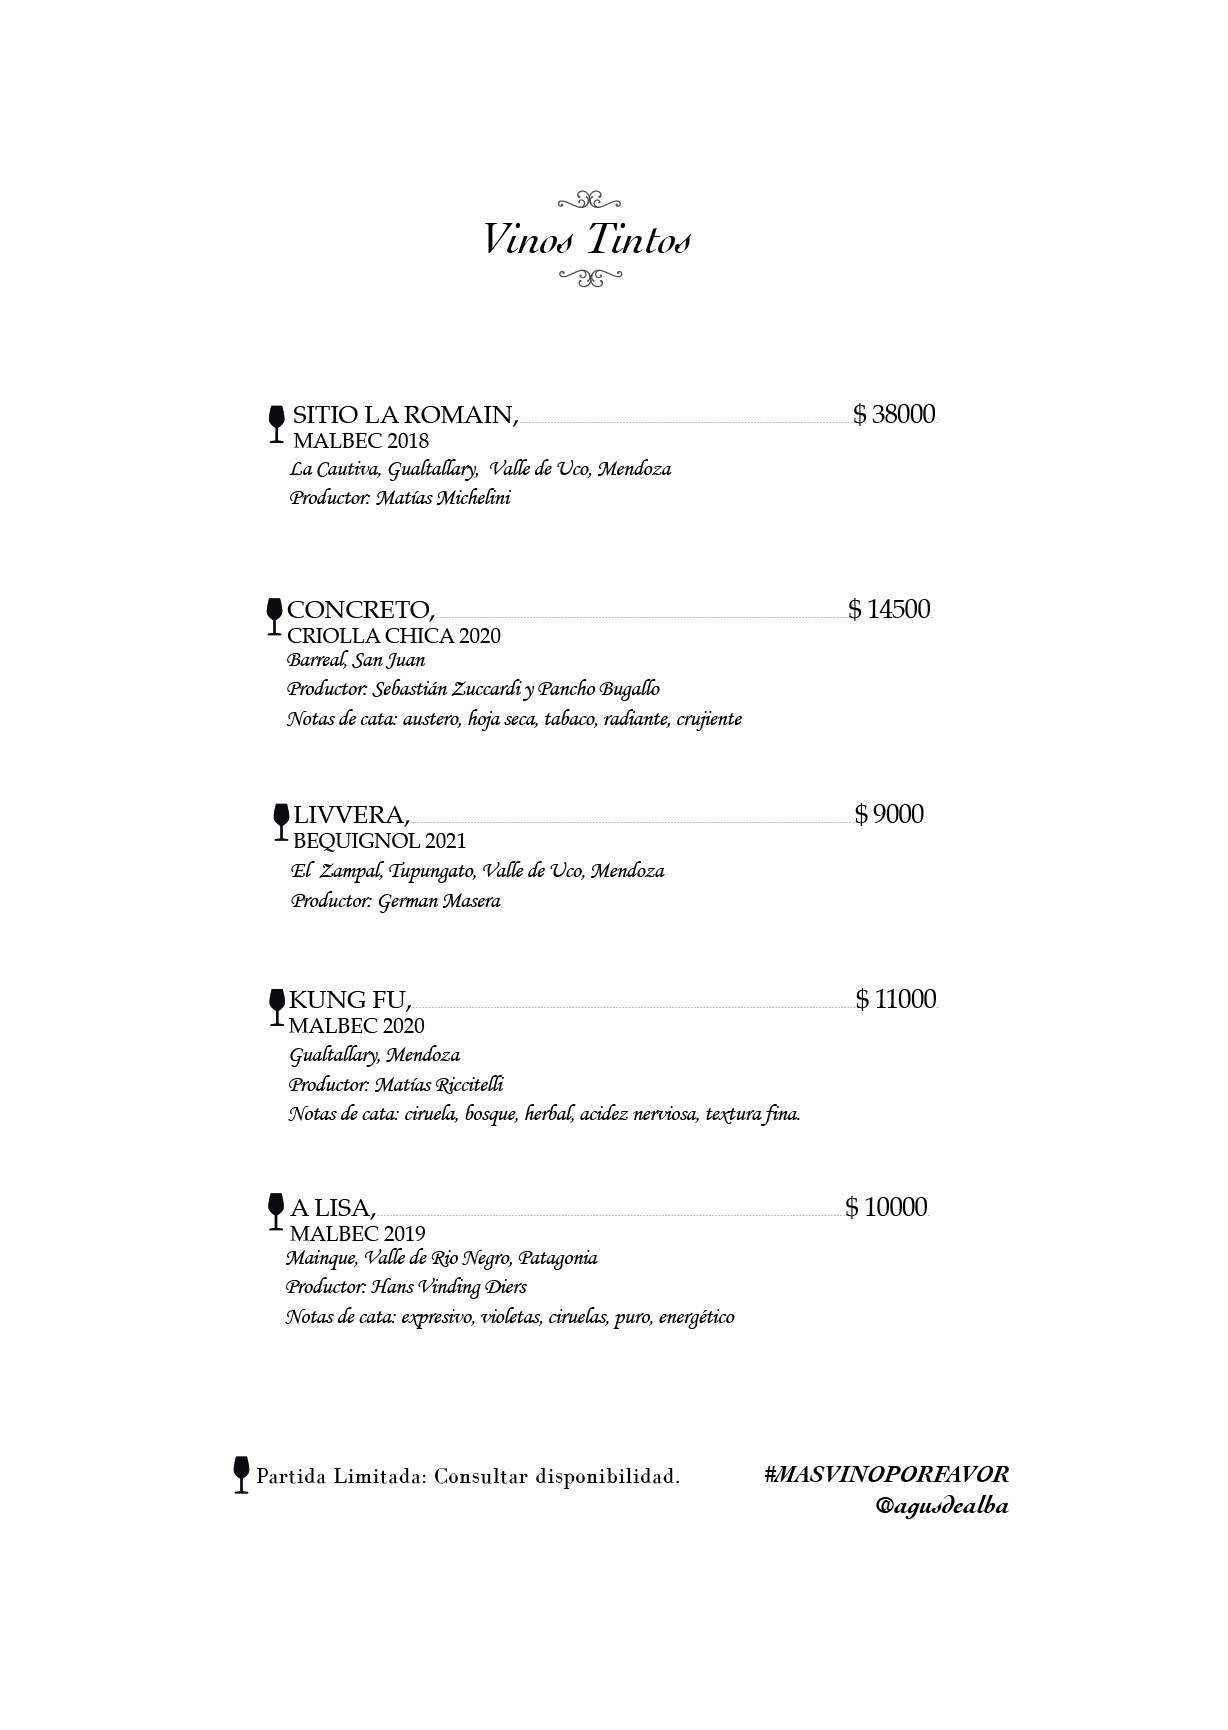 Vinos Tintos
SITIO LA ROMAIN, $ 38000
MALBEC 2018
La Cautiva, Gualtallary, Valle de Uco, Mendoza
Productor: Matías Michelini
CONCRETO, $ 14500
CRIOLLA CHICA 2020
Barreal, San Juan
Productor: Sebastián Zuccardi y Pancho Bugallo
Notas de cata: austero, hoja seca, tabaco, radiante, crujiente
LIVVERA, $ 9000
BEQUIGNOL 2021
El Zampal, Tupungato, Valle de Uco, Mendoza
Productor: German Masera
KUNG FU, $ 11000
MALBEC 2020
Gualtallary, Mendoza
Productor: Matías Riccitelli
Notas de cata: ciruela, bosque, herbal, acidez nerviosa, textura fina.
A LISA, $ 10000
MALBEC 2019
Mainque, Valle de Rio Negro, Patagonia
Productor: Hans Vinding Diers
Notas de cata: expresivo, violetas, ciruelas, puro, energético
Partida Limitada: Consultar disponibilidad.
#MASVINOPORFAVOR
@agusdealba